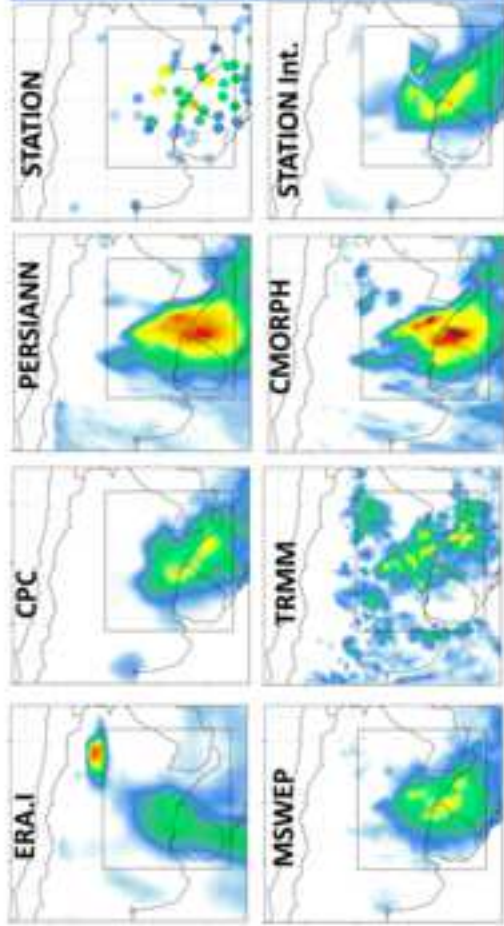 ERA.I
CPC
PERSIANN
STATION
MSWEP
TRMM
CMORPH
STATION Int.